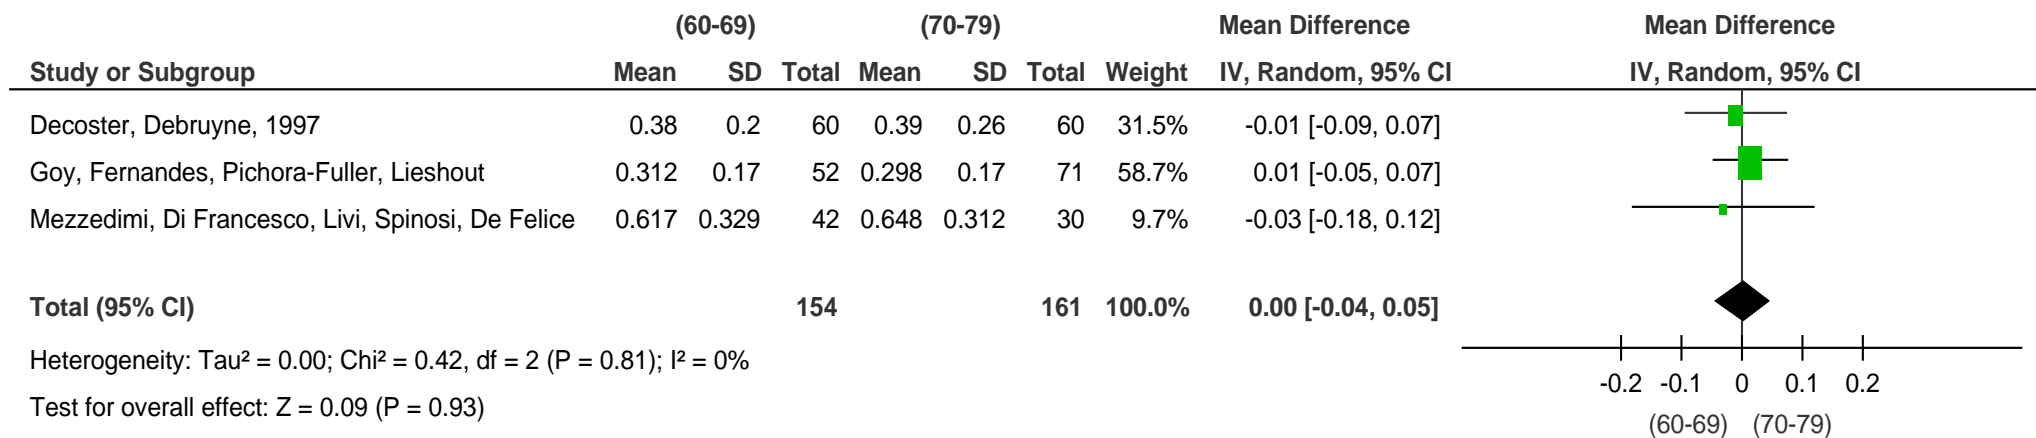 (60-69) (70-79) Mean Difference Mean Difference
Study or Subgroup Mean SD Total Mean SD Total Weight IV, Random, 95% CI IV, Random, 95% CI
Decoster, Debruyne, 1997 0.38 0.2 60 0.39 0.26 60 31.5% -0.01 [-0.09, 0.07]
Goy, Fernandes, Pichora-Fuller, Lieshout 0.312 0.17 52 0.298 0.17 71 58.7% 0.01 [-0.05, 0.07]
Mezzedimi, Di Francesco, Livi, Spinosi, De Felice 0.617 0.329 42 0.648 0.312 30 9.7% -0.03 [-0.18, 0.12]
Total (95% CI) 154 161 100.0% 0.00 [-0.04, 0.05]
Heterogeneity: Tau² = 0.00; Chi² = 0.42, df = 2 (P = 0.81); I² = 0%
Test for overall effect: Z = 0.09 (P = 0.93)
-0.2 -0.1 0 0.1 0.2
(60-69) (70-79)